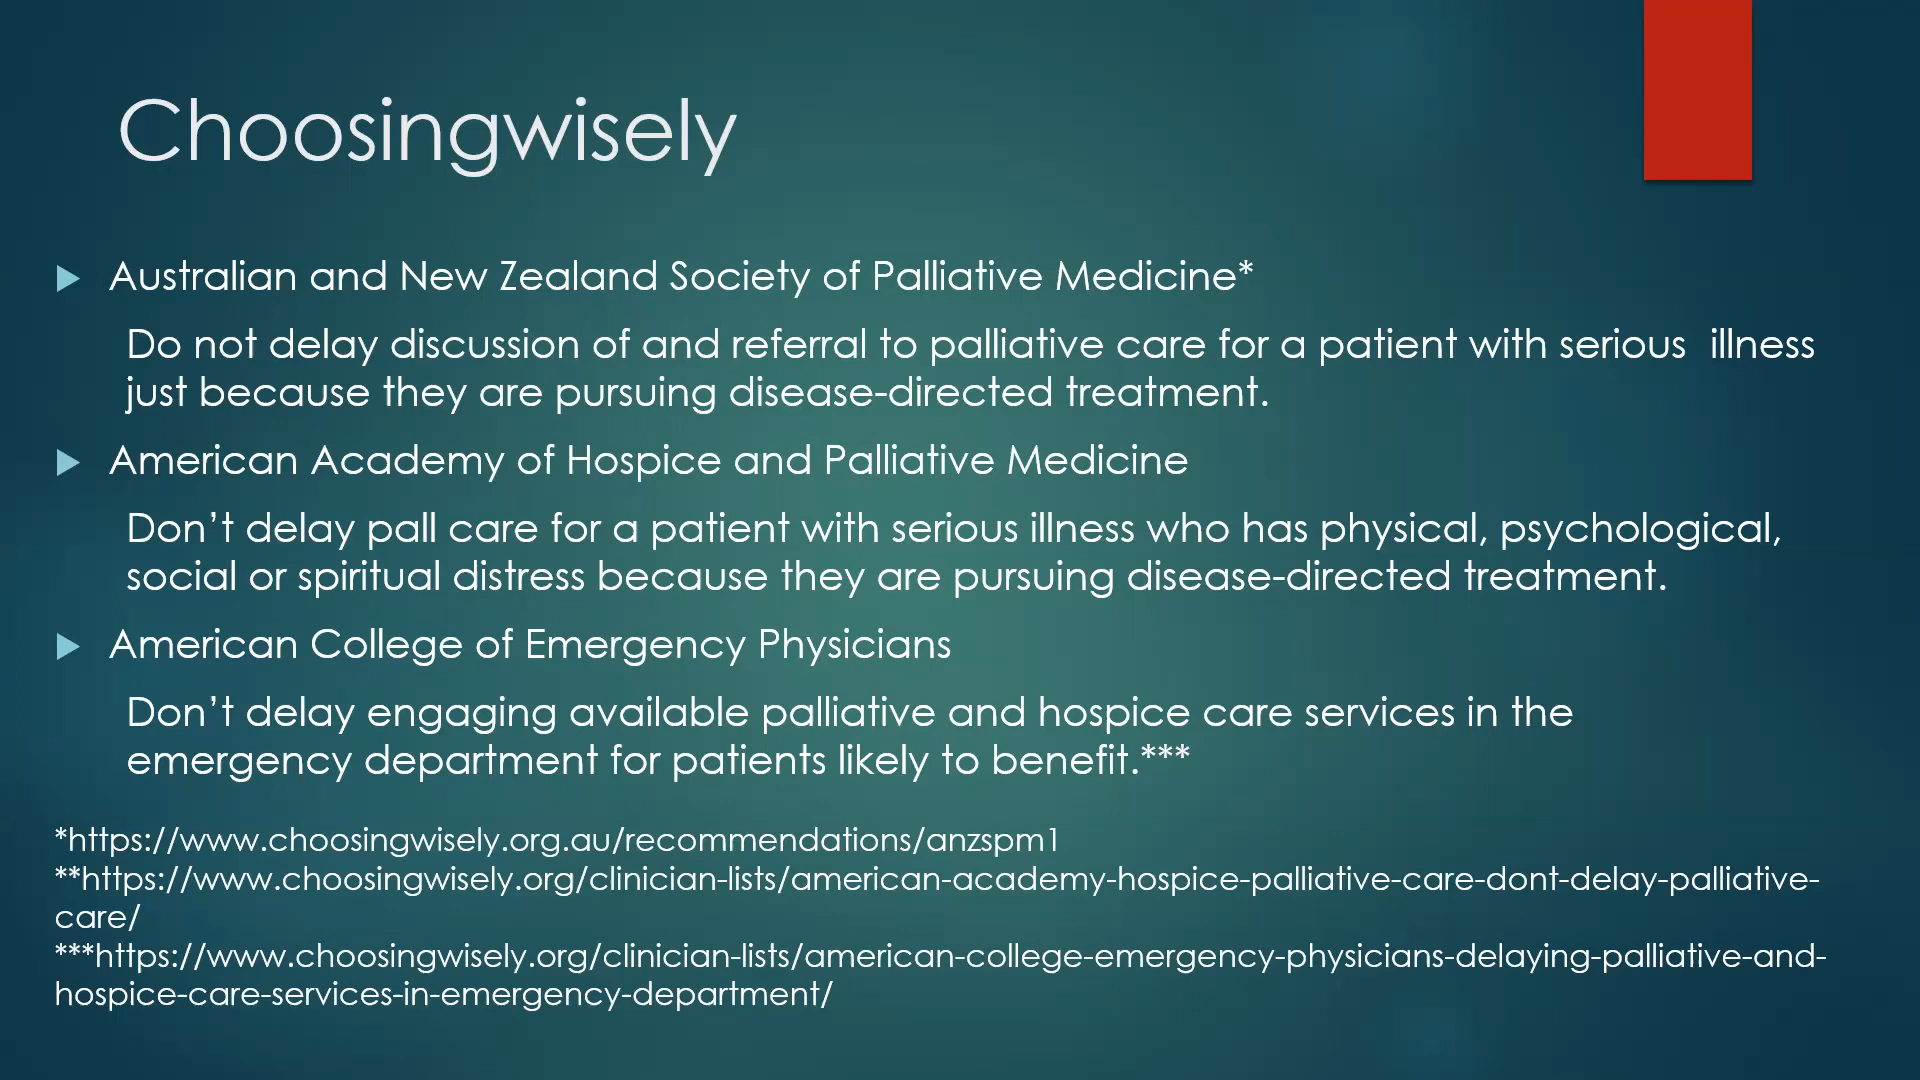 Choosingwisely
Australian and New Zealand Society of Palliative Medicine*
Do not delay discussion of and referral to palliative care for a patient with serious  illness
just because they are pursuing disease-directed treatment.
American Academy of Hospice and Palliative Medicine
Don’t delay pall care for a patient with serious illness who has physical, psychological,
social or spiritual distress because they are pursuing disease-directed treatment.
American College of Emergency Physicians
Don’t delay engaging available palliative and hospice care services in the
emergency department for patients likely to benefit.***
*https://www.choosingwisely.org.au/recommendations/anzspm1
**https://www.choosingwisely.org/clinician-lists/american-academy-hospice-palliative-care-dont-delay-palliative-
care/
***https://www.choosingwisely.org/clinician-lists/american-college-emergency-physicians-delaying-palliative-and-
hospice-care-services-in-emergency-department/